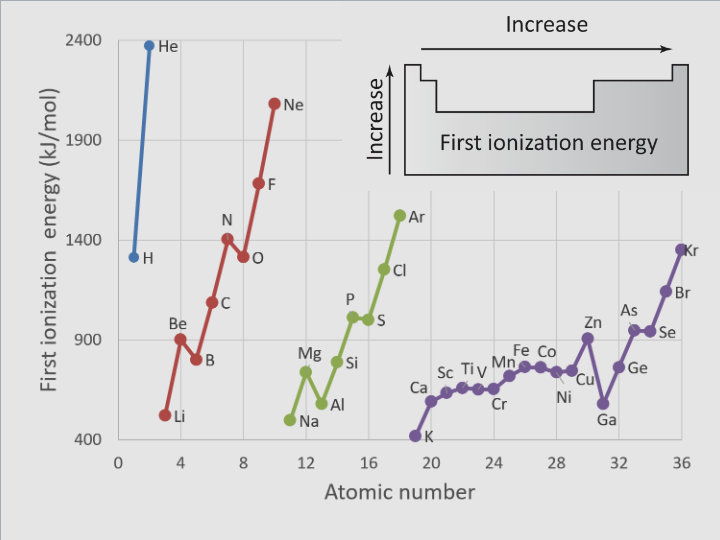 Increase
Increase
First ionization energy
First ionization energy (kJ/mol)
2400
1900
1400
900
400
He
H
Ne
F
N
O
C
Be
B
Li
Ar
Cl
P
S
Mg
Si
Al
Na
Kr
Br
As
Se
Zn
Ge
Ga
Fe
Co
Mn
Ti
V
Sc
Ca
Cr
Ni
Cu
K
0
4
8
12
16
20
24
28
32
36
Atomic number